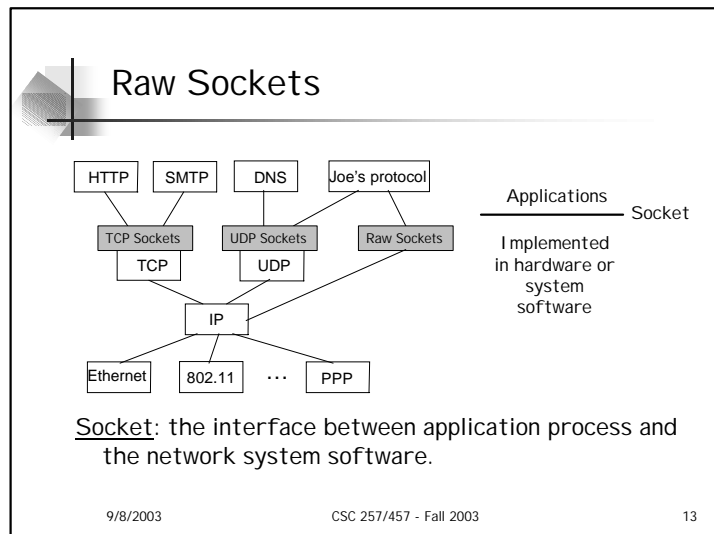 Raw Sockets
HTTP SMTP DNS Joe's protocol
Applications
Socket
TCP Sockets UDP Sockets Raw Sockets
Implemented
in hardware or
system
software
TCP UDP
IP
Ethernet 802.11 ... PPP
Socket: the interface between application process and
the network system software.
9/8/2003 CSC 257/457 - Fall 2003 13